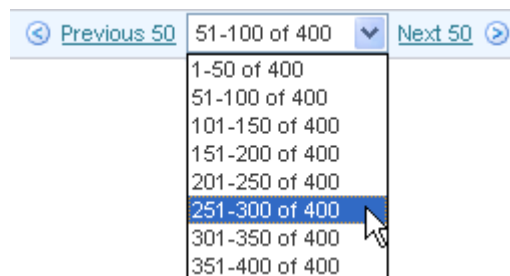 Previous 50 51-100 of 400 Next 50
1-50 of 400
51-100 of 400
101-150 of 400
151-200 of 400
201-250 of 400
251-300 of 400
301-350 of 400
351-400 of 400